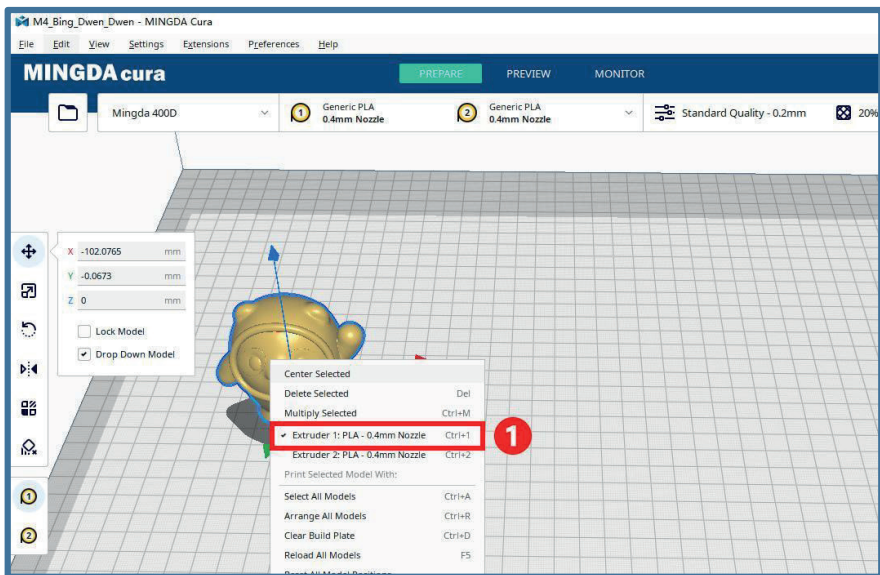 M4_Bing_Dwen_Dwen - MINGDA Cura
File Edit View Settings Extensions Preferences Help
MINGDA cura PREPARE PREVIEW MONITOR
Mingda 400D 1 Generic PLA 2 Generic PLA Standard Quality - 0.2mm 20%
0.4mm Nozzle 0.4mm Nozzle
X -102.0765 mm
Y -0.0673 mm
Z 0 mm
Lock Model
Drop Down Model
Center Selected
Delete Selected Del
Multiply Selected Ctrl+M
Extruder 1: PLA - 0.4mm Nozzle Ctrl+1 1
Extruder 2: PLA - 0.4mm Nozzle Ctrl+2
Print Selected Model With:
Select All Models Ctrl+A
Arrange All Models Ctrl+R
Clear Build Plate Ctrl+D
Reload All Models F5
1
2